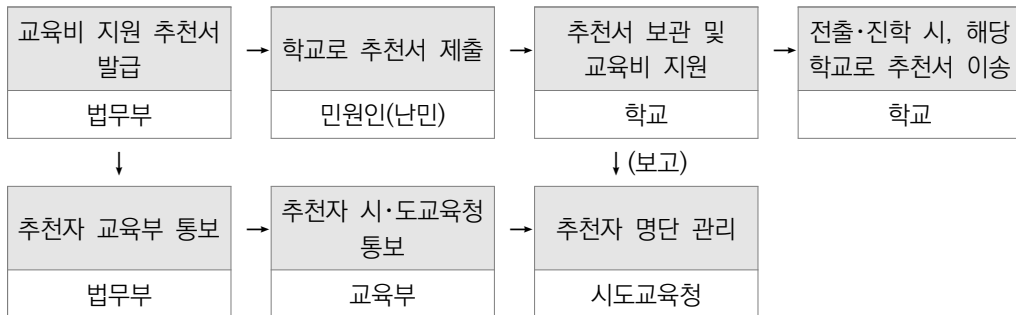 교육비 지원 추천서
발급
법무부
→
학교로 추천서 제출
민원인(난민)
→
추천서 보관 및
교육비 지원
학교
→
전출·진학 시, 해당
학교로 추천서 이송
학교
↓
↓(보고)
추천자 교육부 통보
법무부
→
추천자 시·도교육청
통보
교육부
→
추천자 명단 관리
시도교육청